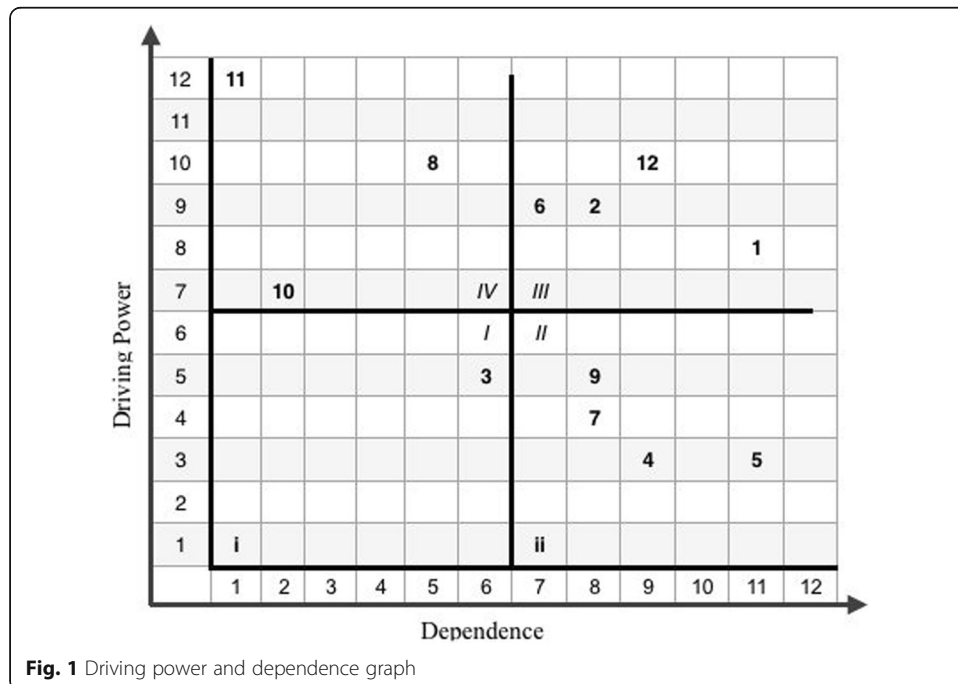 12 11
11
10 8 12
9 6 2
8 1
7 10 IV III
6 I II
5 3 9
4 7
3 4 5
2
1 i ii
1 2 3 4 5 6 7 8 9 10 11 12
Driving Power
Dependence
Fig. 1 Driving power and dependence graph